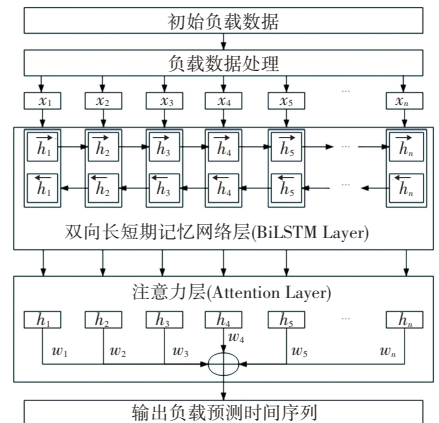 初始负载数据
负载数据处理
x1 x2 x3 x4 x5 ... xn
h1 h2 h3 h4 h5 ... hn
h1 h2 h3 h4 h5 ... hn
双向长短期记忆网络层(BiLSTM Layer)
注意力层(Attention Layer)
h1 h2 h3 h4 h5 ... hn
w1 w2 w3 w4 w5 wn
输出负载预测时间序列